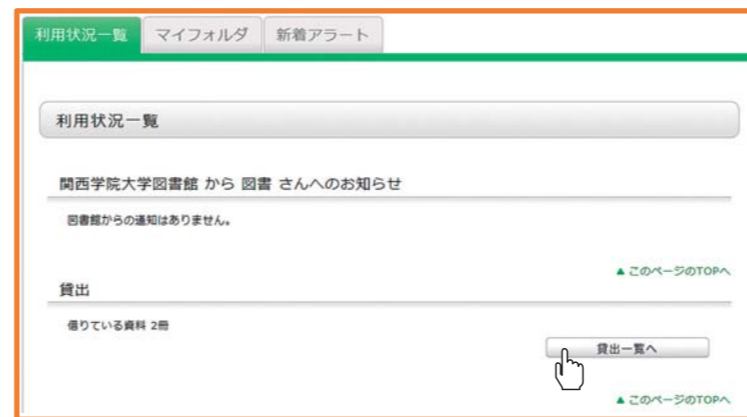 利用状況一覧 マイフォルダ 新着アラート
利用状況一覧
関西学院大学図書館 から 図書 さんへのお知らせ
図書館からの通知はありません。
▲ このページのTOPへ
貸出
借りている資料 2冊
貸出一覧へ
▲ このページのTOPへ